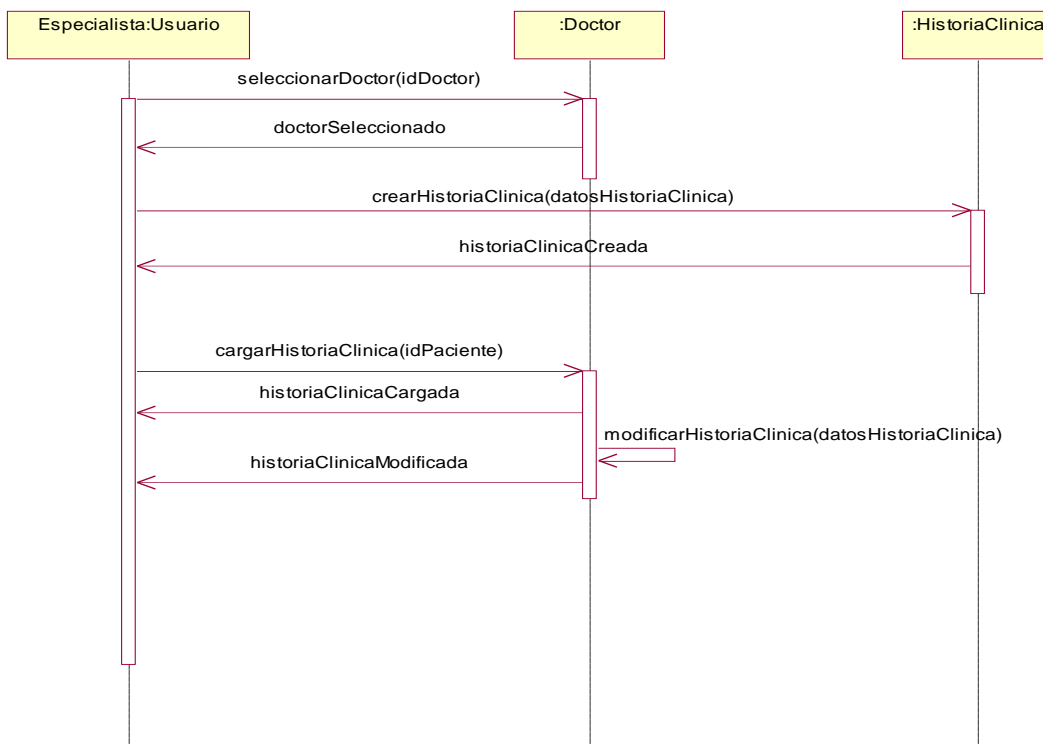 Especialista:Usuario
:Doctor
:HistoriaClinica
seleccionarDoctor(idDoctor)
doctorSeleccionado
crearHistoriaClinica(datosHistoriaClinica)
historiaClinicaCreada
cargarHistoriaClinica(idPaciente)
historiaClinicaCargada
modificarHistoriaClinica(datosHistoriaClinica)
historiaClinicaModificada